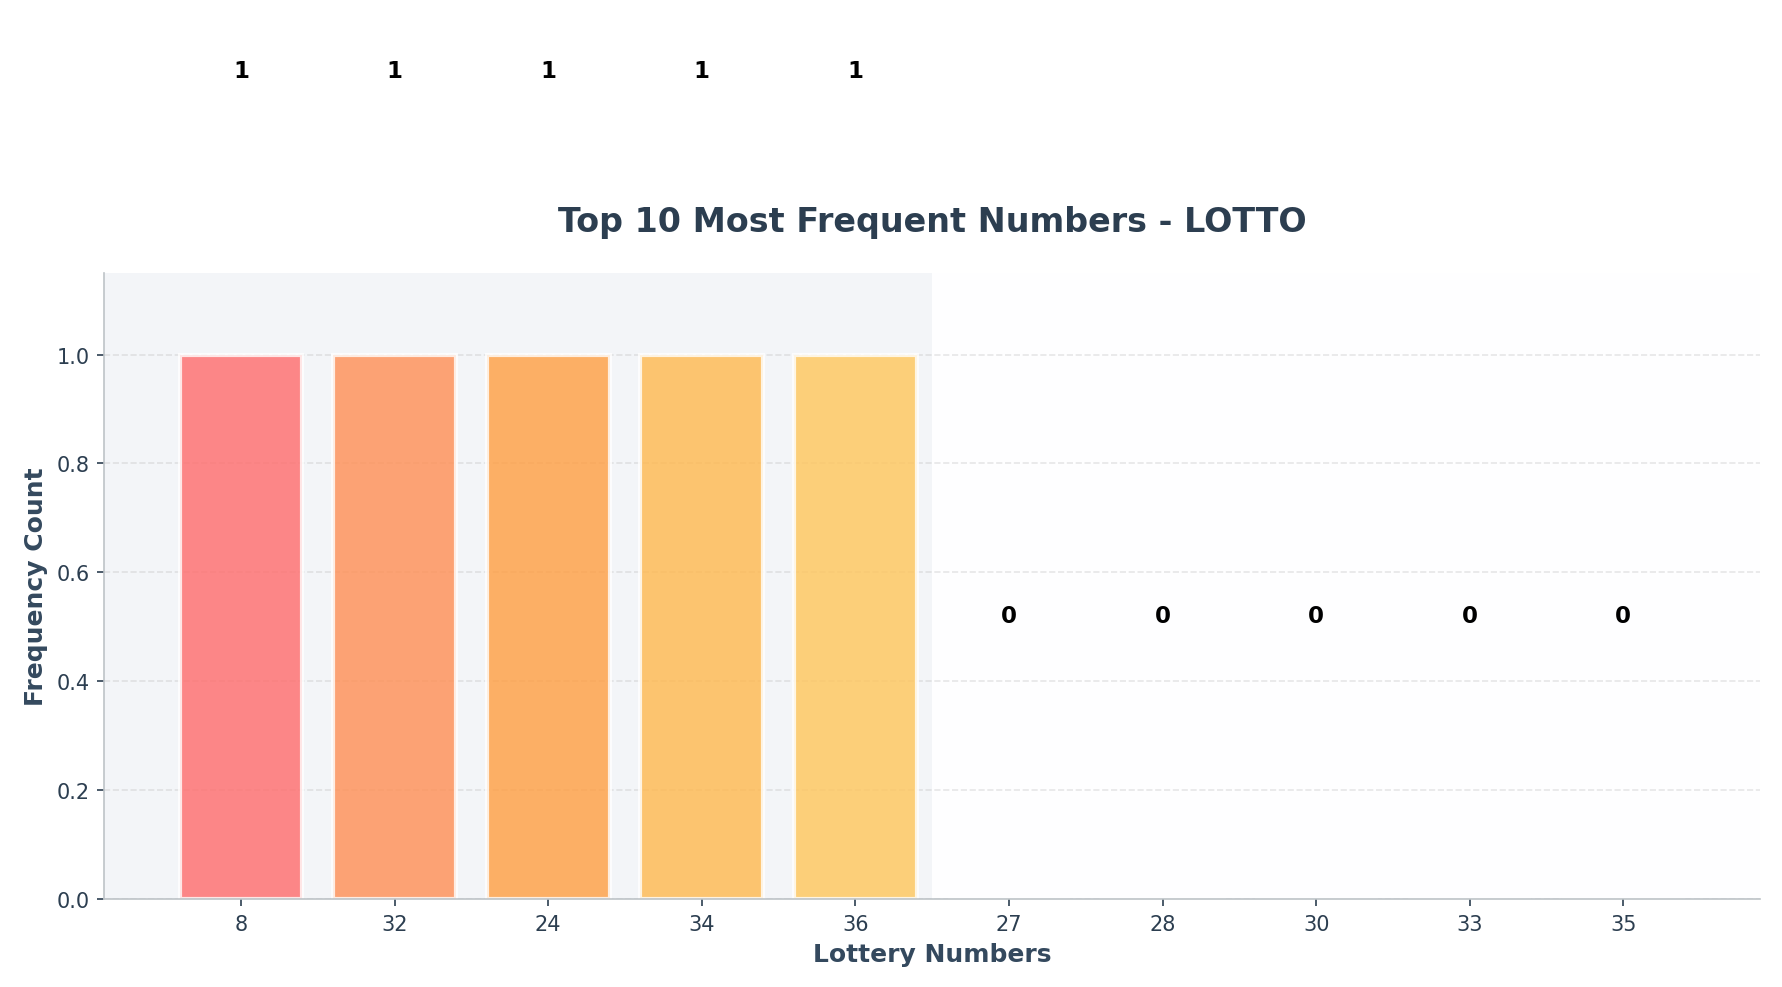 1 1 1 1 1
Top 10 Most Frequent Numbers - LOTTO
Frequency Count
1.0
0.8
0.6
0 0 0 0 0
0.4
0.2
0.0
8 32 24 34 36 27 28 30 33 35
Lottery Numbers